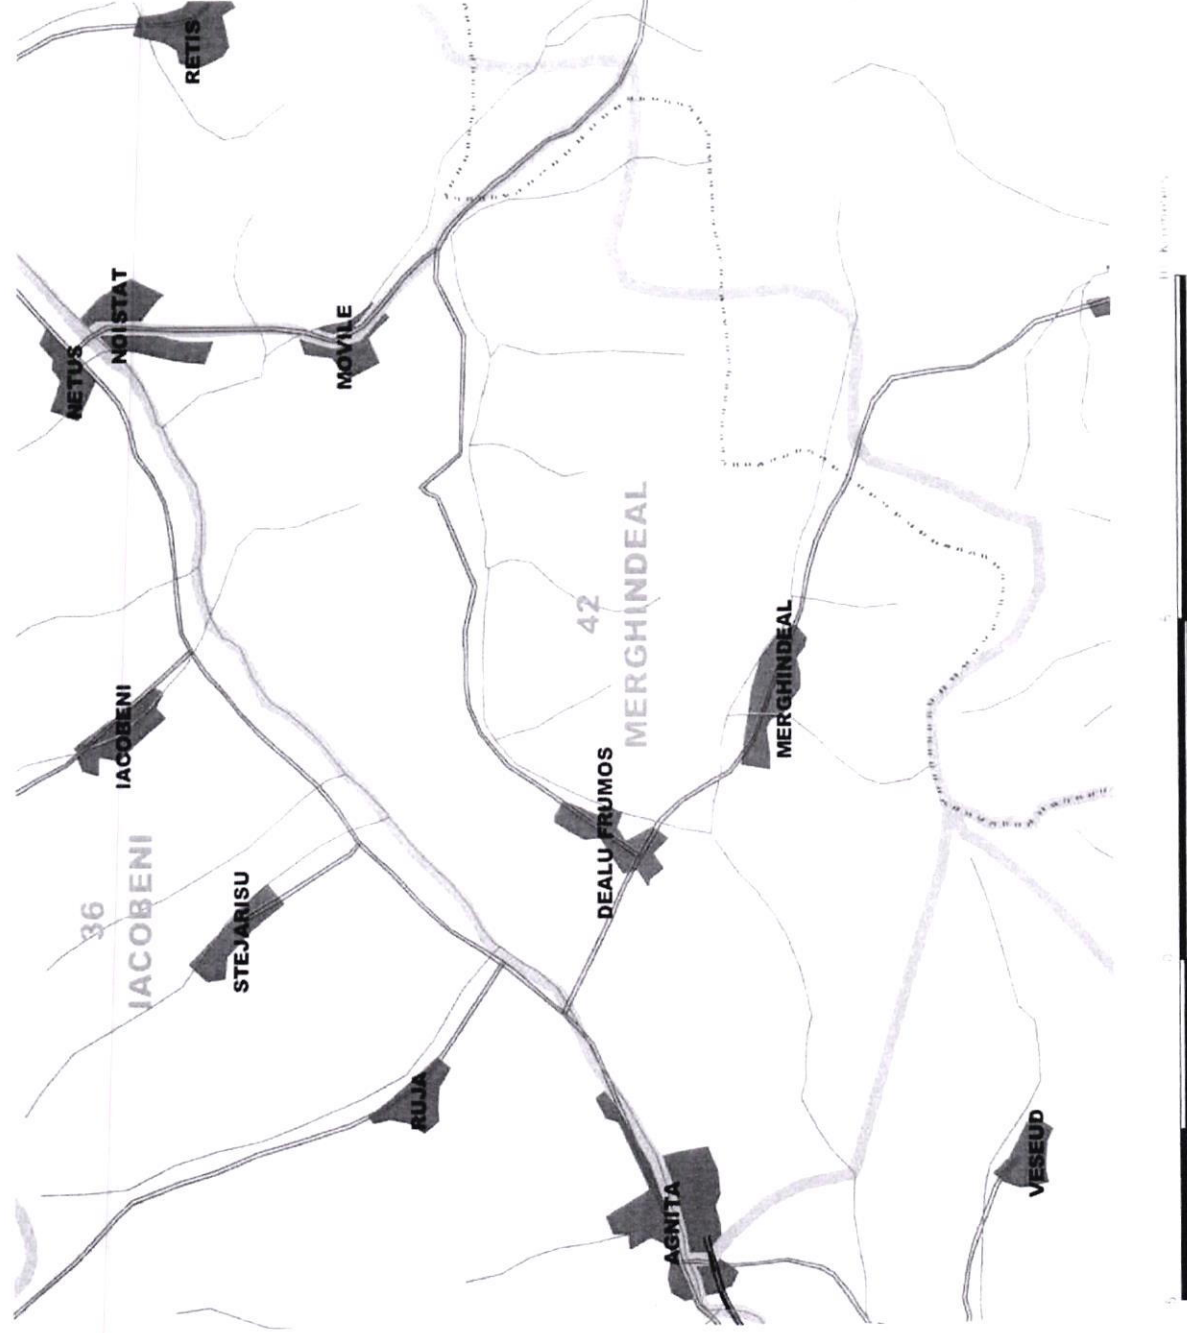 RETIS
NOISTAT
NETUS
MOVILE
42
MERGHINDEAL
IACOBENI
MERGHINDEAL
DEALU FRUMOS
36
IACOBENI
STEJARISU
RUJA
AGNITA
VESEUD